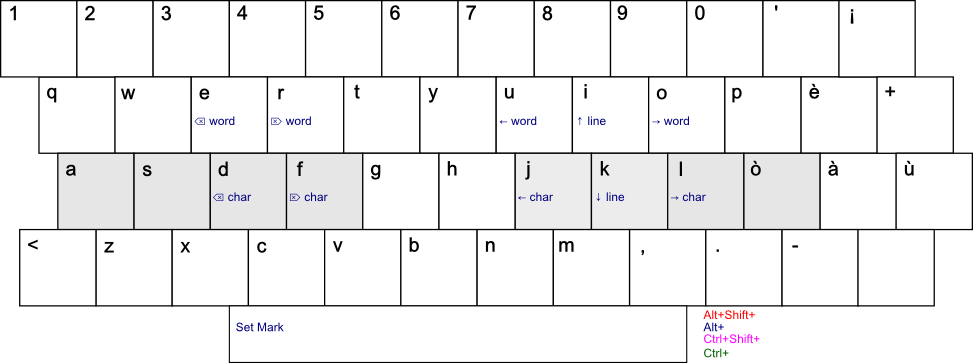 1 2 3 4 5 6 7 8 9 0 ' ¡
q w e r t y u i o p è +
⌫ word ⌦ word ← word ↑ line → word
a s d f g h j k l ò à ù
⌫ char ⌦ char ← char ↓ line → char
< z x c v b n m , . -
Set Mark
Alt+Shift+
Alt+
Ctrl+Shift+
Ctrl+